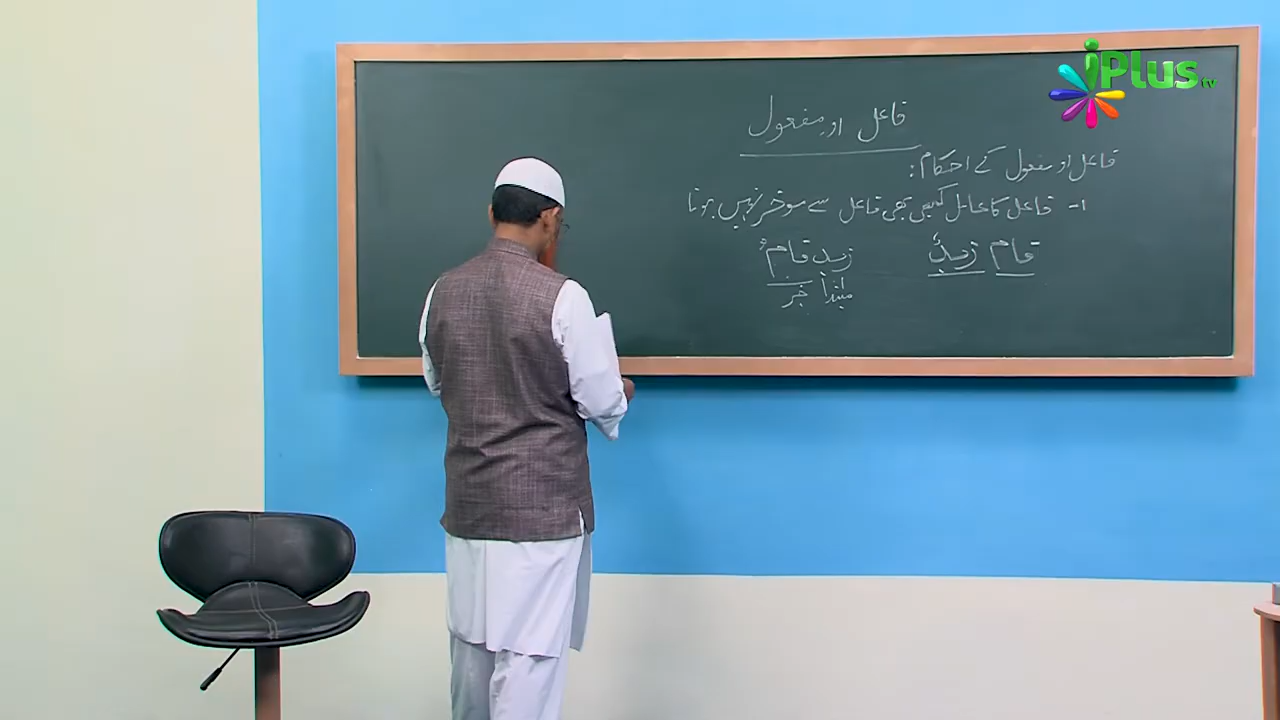 iPlus tv
فاعل اور مفعول
فاعل اور مفعول کے احکام:
۱- فاعل کا عامل کبھی بھی فاعل سے موخر نہیں ہوتا
قام زیدٌ زید قام
مبتدا خبر